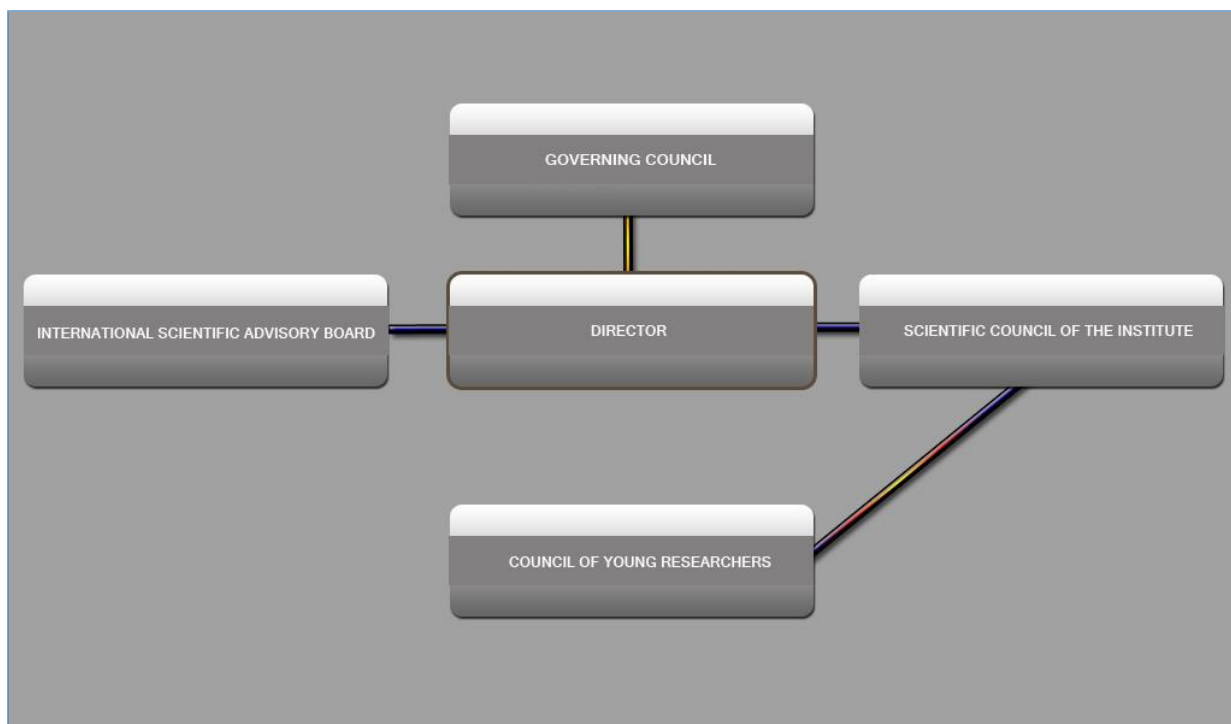 GOVERNING COUNCIL
INTERNATIONAL SCIENTIFIC ADVISORY BOARD
DIRECTOR
SCIENTIFIC COUNCIL OF THE INSTITUTE
COUNCIL OF YOUNG RESEARCHERS